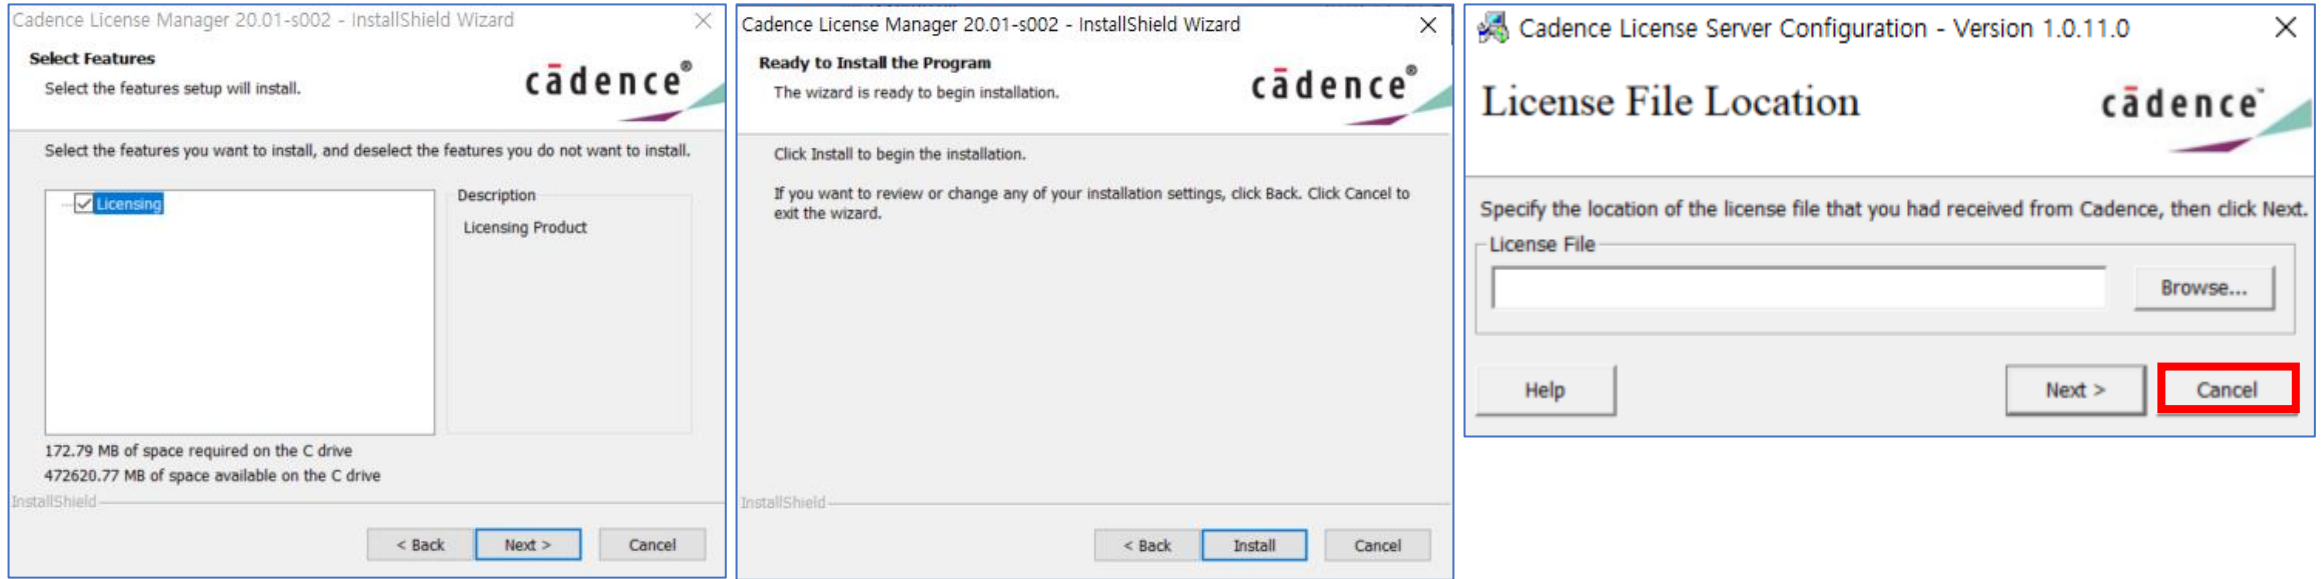 Cadence License Manager 20.01-s002 - InstallShield Wizard
Select Features
Select the features setup will install.
cādence®
Select the features you want to install, and deselect the features you do not want to install.
Licensing
Description
Licensing Product
172.79 MB of space required on the C drive
472620.77 MB of space available on the C drive
InstallShield
< Back
Next >
Cancel
Cadence License Manager 20.01-s002 - InstallShield Wizard
Ready to Install the Program
The wizard is ready to begin installation.
cādence®
Click Install to begin the installation.
If you want to review or change any of your installation settings, click Back. Click Cancel to
exit the wizard.
InstallShield
< Back
Install
Cancel
Cadence License Server Configuration - Version 1.0.11.0
License File Location
cādence™
Specify the location of the license file that you had received from Cadence, then click Next.
License File
Browse...
Help
Next >
Cancel